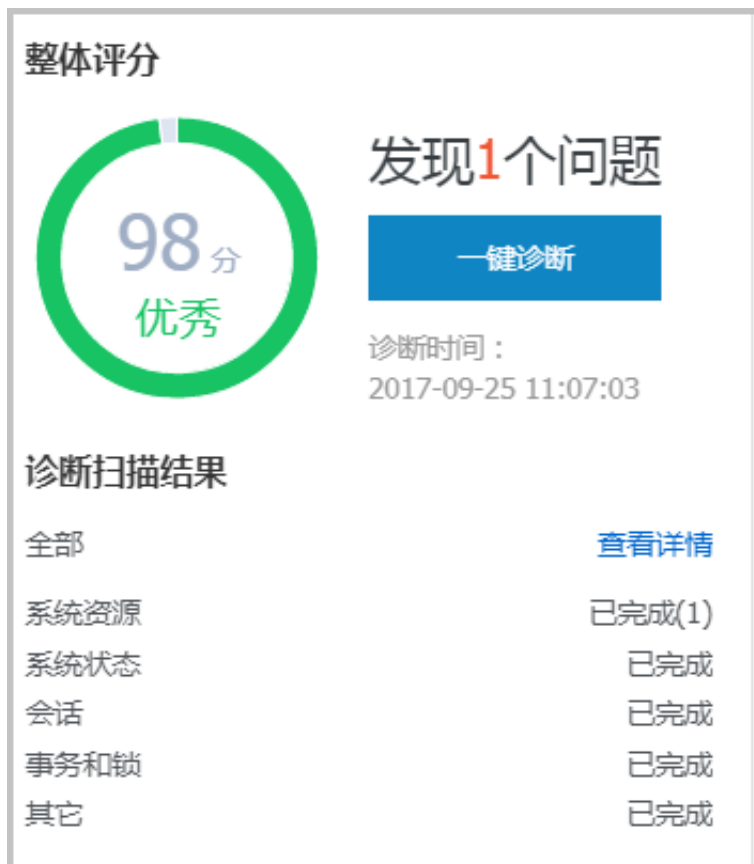 整体评分
98分
优秀
发现1个问题
一键诊断
诊断时间：
2017-09-25 11:07:03
诊断扫描结果
全部 查看详情
系统资源 已完成(1)
系统状态 已完成
会话 已完成
事务和锁 已完成
其它 已完成